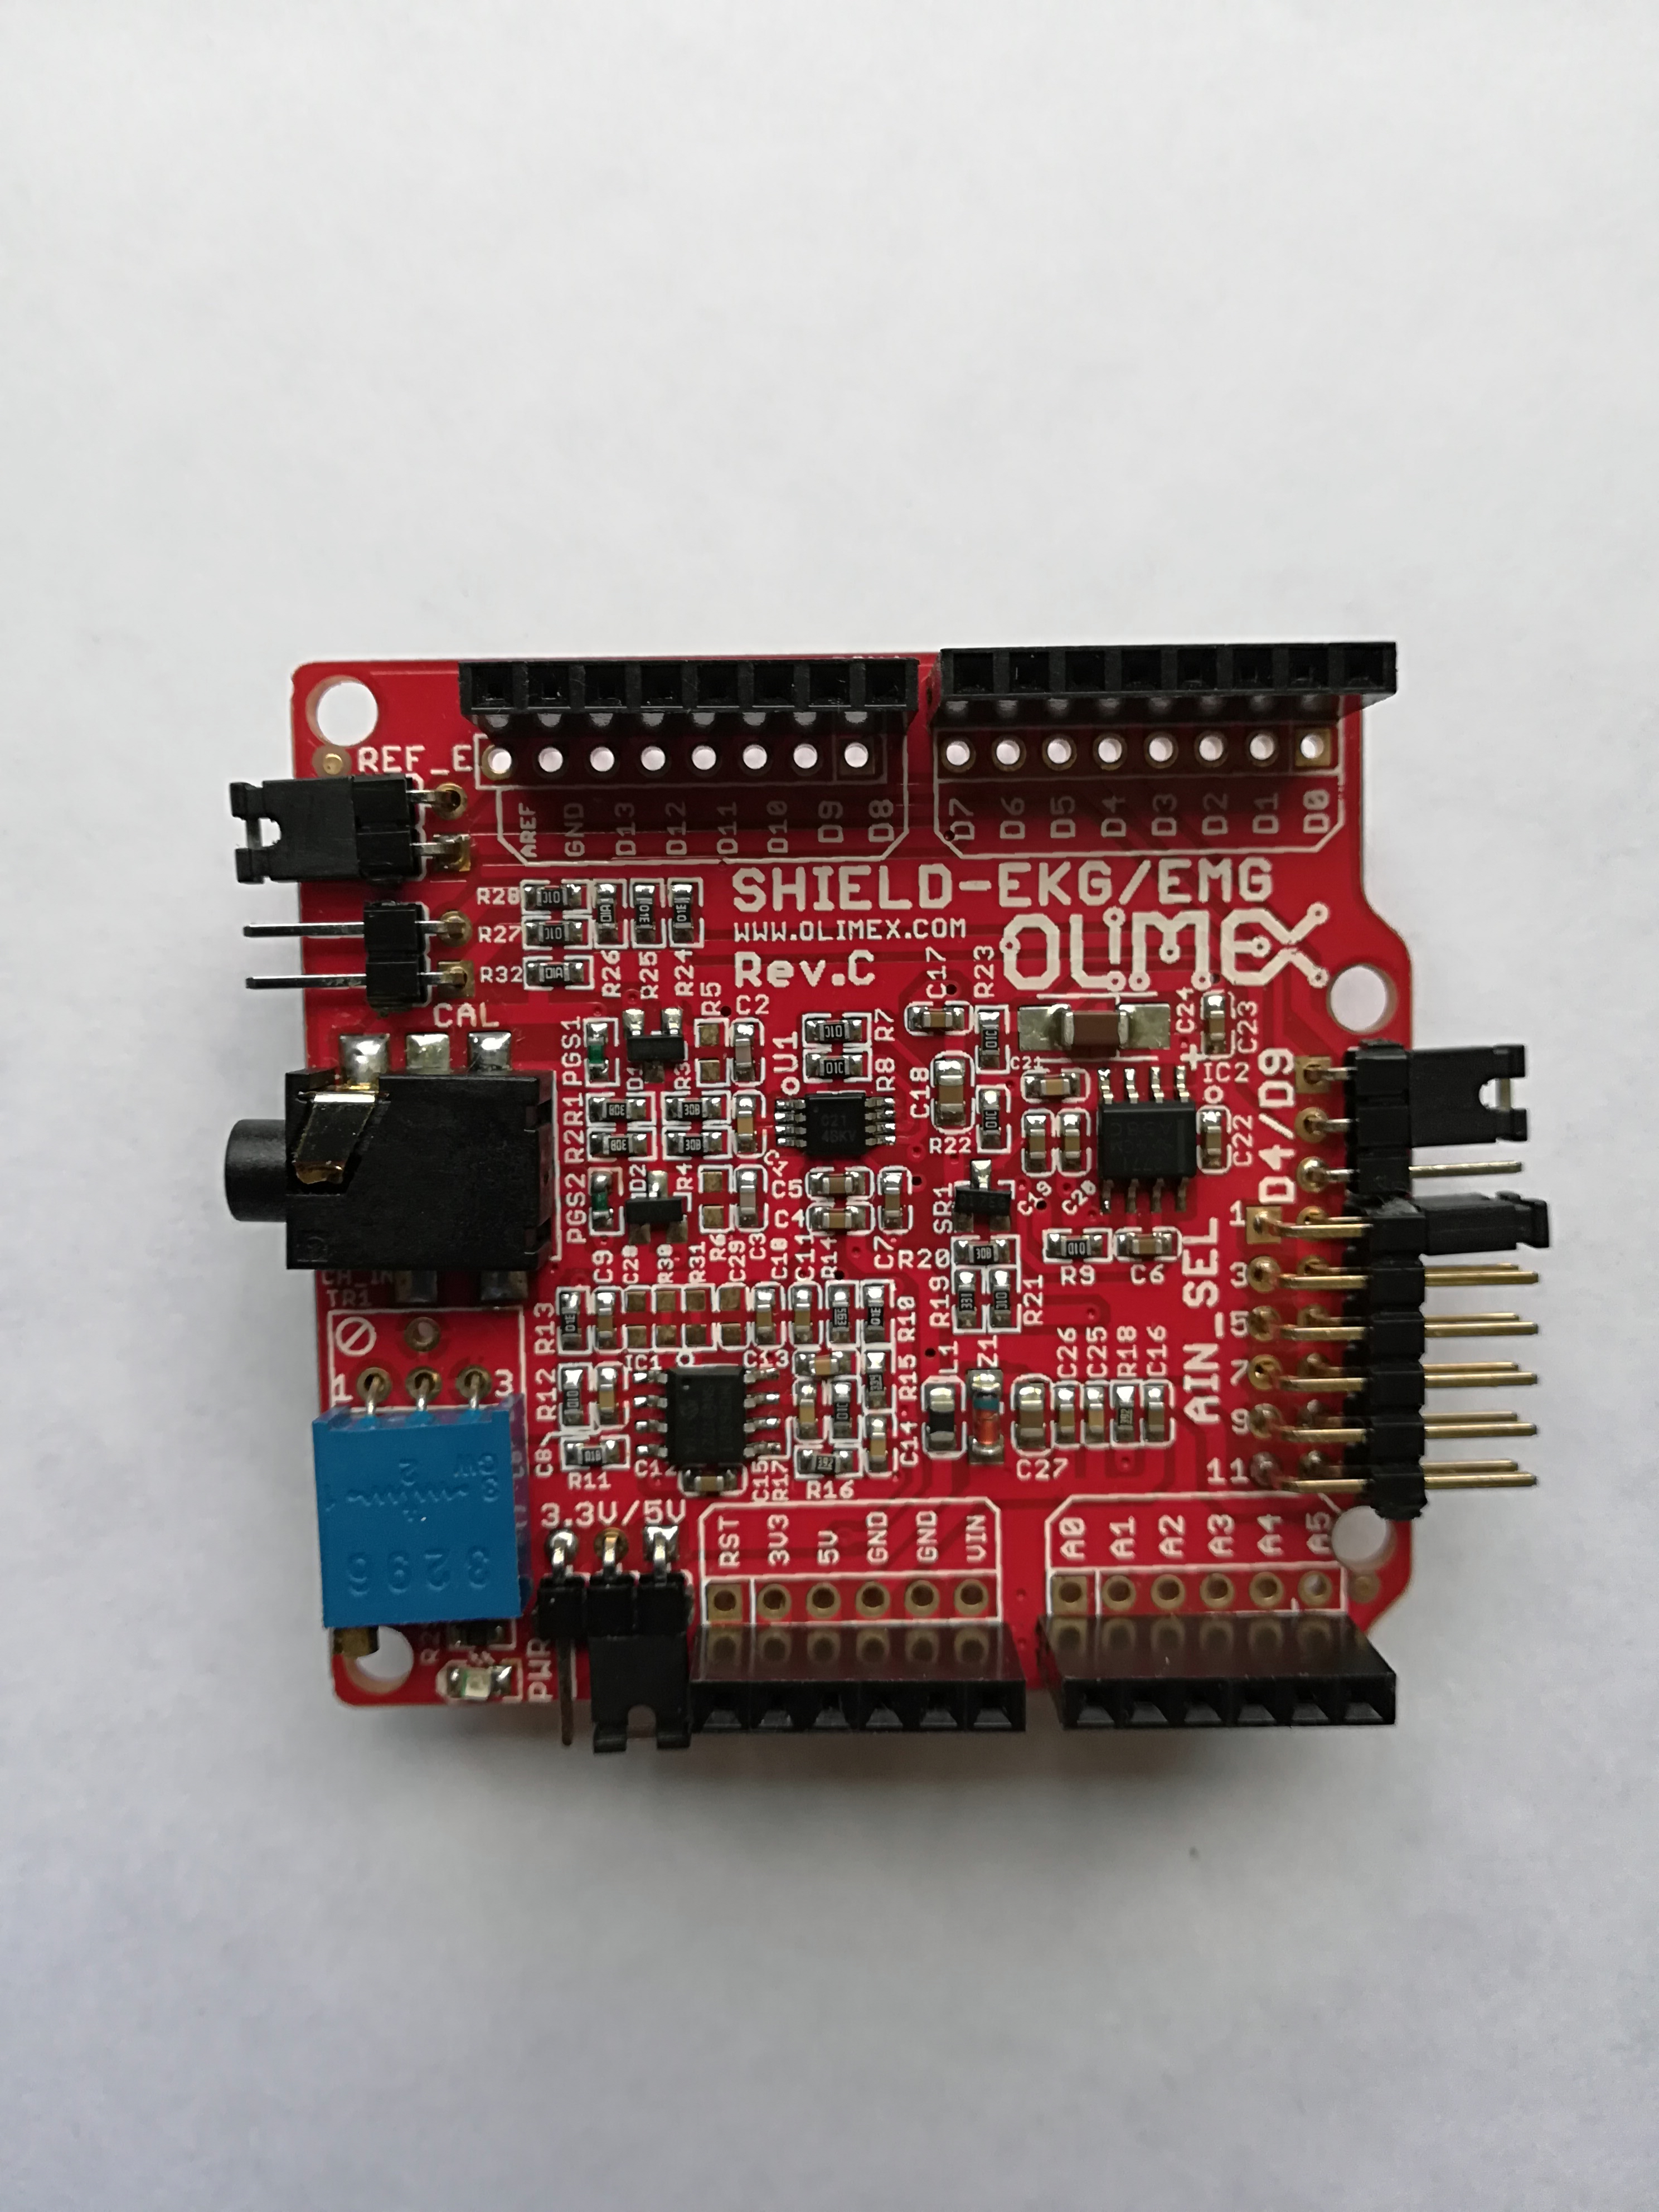 REF_E
AREF GND D13 D12 D11 D10 D9 D8
D7 D6 D5 D4 D3 D2 D1 D0
SHIELD-EKG/EMG
WWW.OLIMEX.COM
OLIMEX
Rev.C
R28
R27
R32
R26 R25 R24
CAL
C17 R23
C24 C23
PGS1
D1
R5
C2
U1
R7
R8
C18
C21
IC2
D4/D9
R1
R2
R22
C22
PGS2
D2
R4
C5
C4
C7
SR1
C19
R6
C3
R9
C6
R20
R19
R21
C9
C28
R30
R31
C29
C10
C11
R14
CH_IN
TR1
R13
R10
IC1
C13
1
3
R12
R15
L1
Z1
C26
C25
R18
C16
C8
R11
C14
C27
C15
R17
R16
AIN_SEL
1
3
5
7
9
11
3296
3.3V/5V
RST 3V3 5V GND GND VIN
A0 A1 A2 A3 A4 A5
PWR